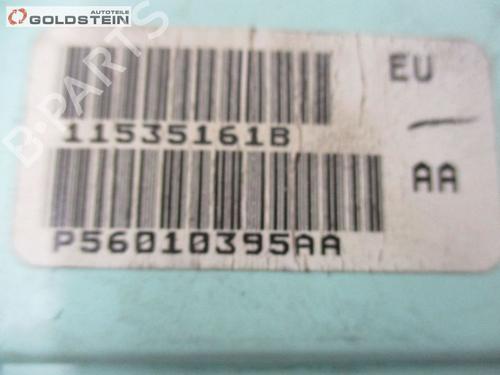 Autoteile
GOLDSTEIN
B-PARTS
EU
11535161B
AA
P56010395AA